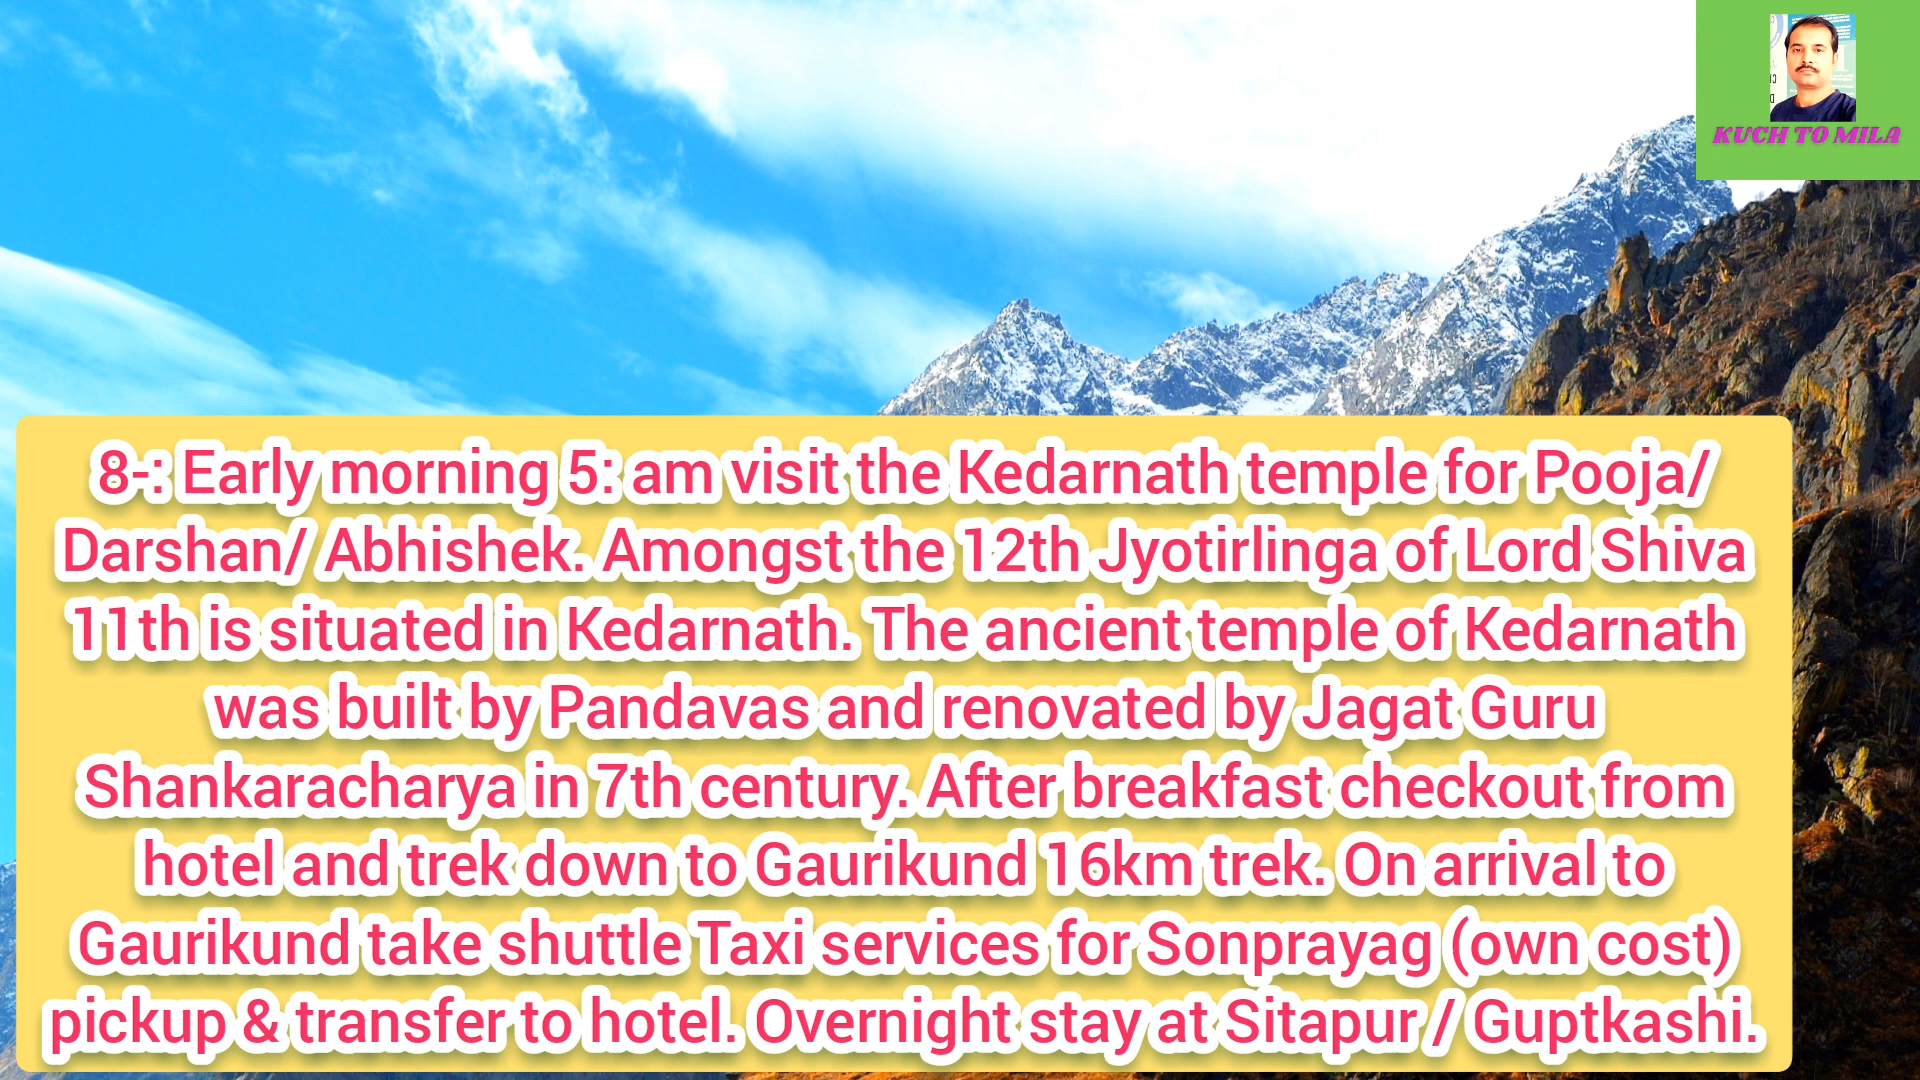 KUCH TO MILA
8-: Early morning 5: am visit the Kedarnath temple for Pooja/
Darshan/ Abhishek. Amongst the 12th Jyotirlinga of Lord Shiva
11th is situated in Kedarnath. The ancient temple of Kedarnath
was built by Pandavas and renovated by Jagat Guru
Shankaracharya in 7th century. After breakfast checkout from
hotel and trek down to Gaurikund 16km trek. On arrival to
Gaurikund take shuttle Taxi services for Sonprayag (own cost)
pickup & transfer to hotel. Overnight stay at Sitapur / Guptkashi.